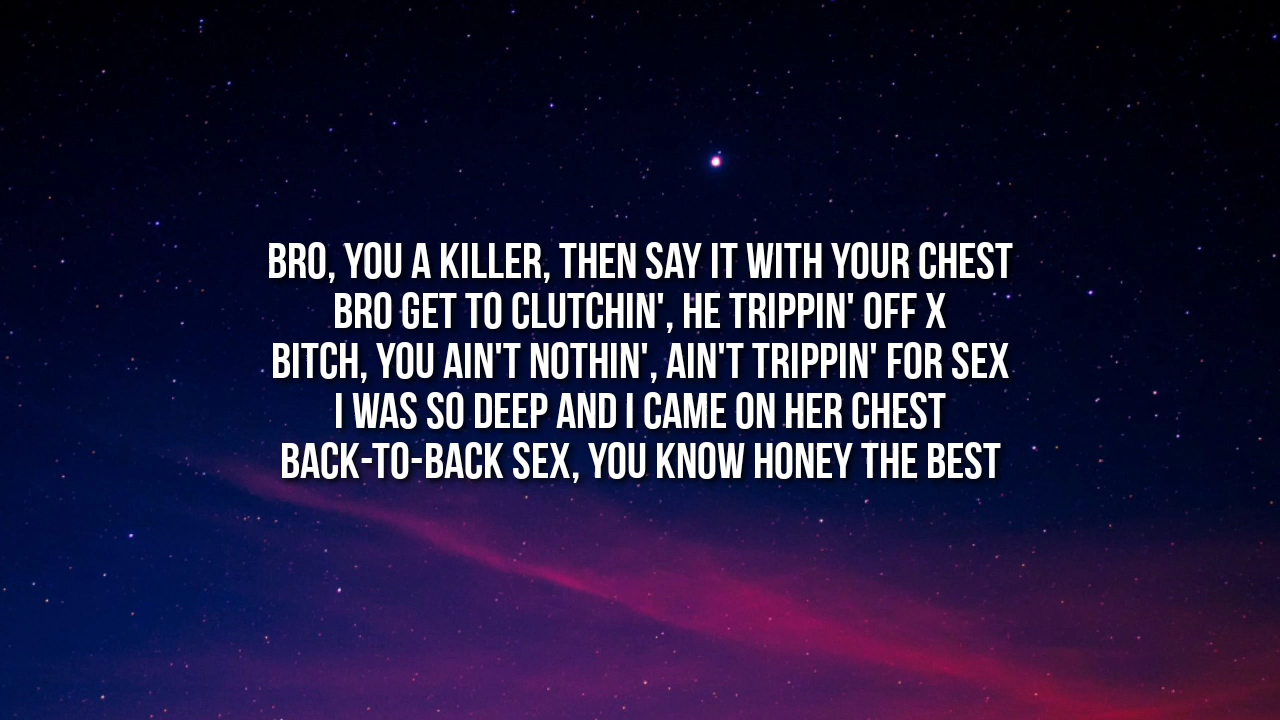 BRO, YOU A KILLER, THEN SAY IT WITH YOUR CHEST
BRO GET TO CLUTCHIN', HE TRIPPIN' OFF X
BITCH, YOU AIN'T NOTHIN', AIN'T TRIPPIN' FOR SEX
I WAS SO DEEP AND I CAME ON HER CHEST
BACK-TO-BACK SEX, YOU KNOW HONEY THE BEST